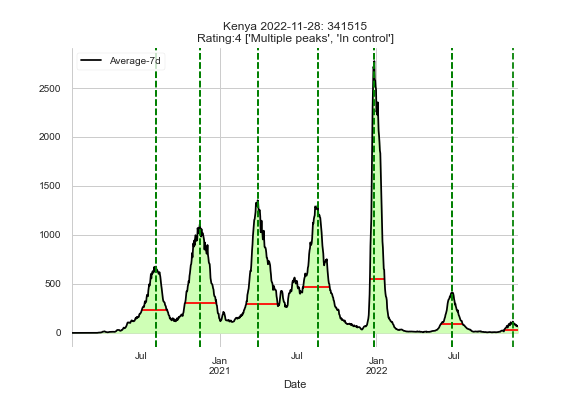 Kenya 2022-11-28: 341515
Rating:4 ['Multiple peaks', 'In control']
Average-7d
2500
2000
1500
1000
500
0
Jul
Jan
2021
Jul
Jan
2022
Jul
Date